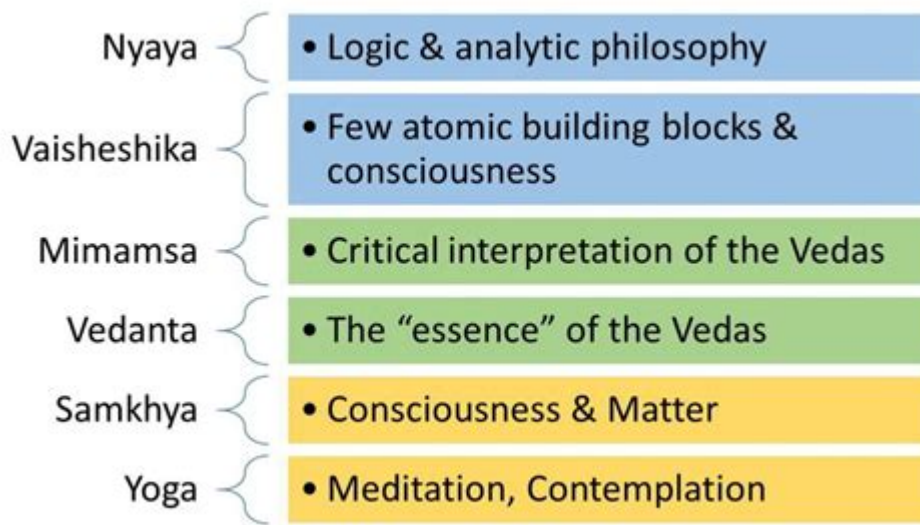 Nyaya
• Logic & analytic philosophy
Vaisheshika
• Few atomic building blocks &
consciousness
Mimamsa
• Critical interpretation of the Vedas
Vedanta
• The “essence” of the Vedas
Samkhya
• Consciousness & Matter
Yoga
• Meditation, Contemplation